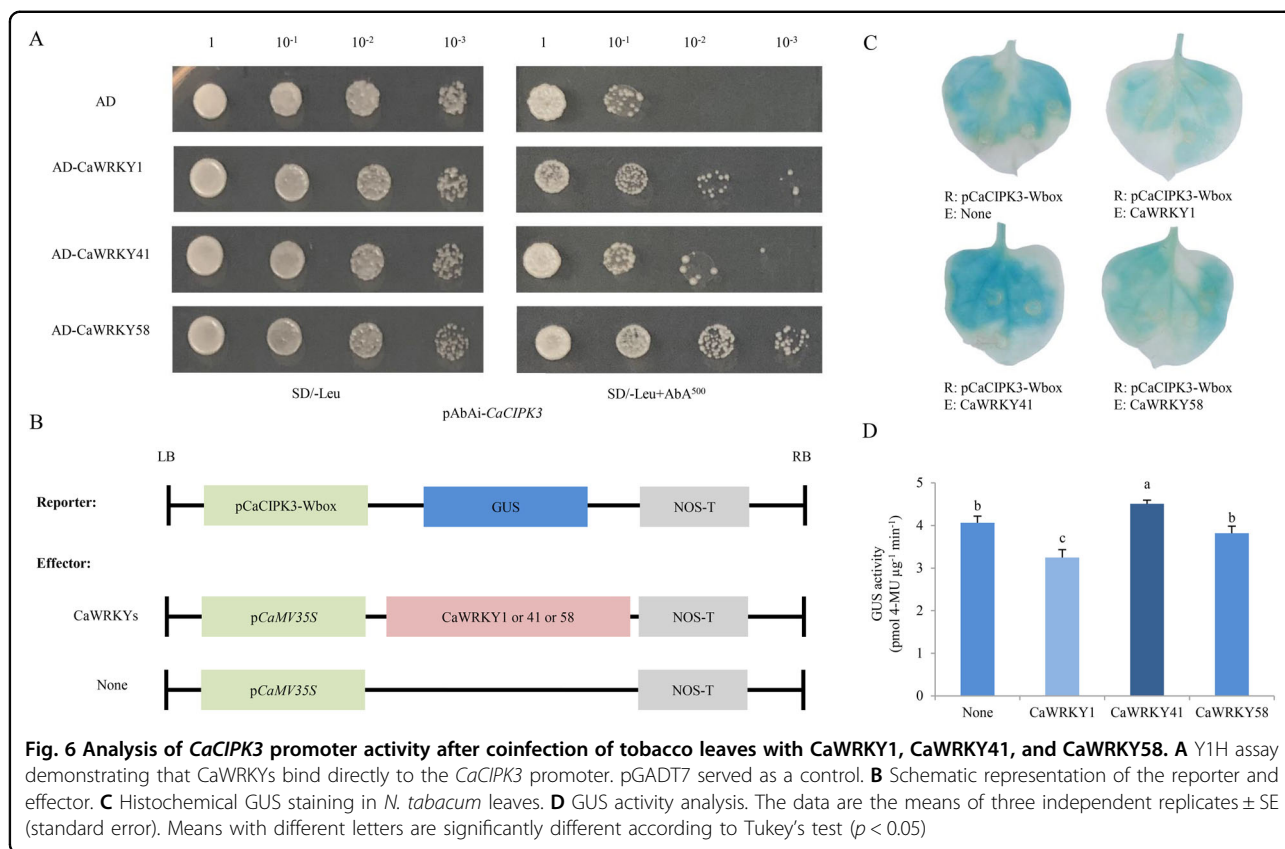 A
1 10⁻¹ 10⁻² 10⁻³ 1 10⁻¹ 10⁻² 10⁻³
AD
AD-CaWRKY1
AD-CaWRKY41
AD-CaWRKY58
SD/-Leu SD/-Leu+AbA⁵⁰⁰
pAbAi-CaCIPK3
B
LB RB
Reporter: pCaCIPK3-Wbox GUS NOS-T
Effector:
CaWRKYs pCaMV35S CaWRKY1 or 41 or 58 NOS-T
None pCaMV35S NOS-T
C
R: pCaCIPK3-Wbox R: pCaCIPK3-Wbox
E: None E: CaWRKY1
R: pCaCIPK3-Wbox R: pCaCIPK3-Wbox
E: CaWRKY41 E: CaWRKY58
D
GUS activity
(pmol 4-MU µg⁻¹ min⁻¹)
5
4
3
2
1
0
b c a b
None CaWRKY1 CaWRKY41 CaWRKY58
Fig. 6 Analysis of CaCIPK3 promoter activity after coinfection of tobacco leaves with CaWRKY1, CaWRKY41, and CaWRKY58. A Y1H assay
demonstrating that CaWRKYs bind directly to the CaCIPK3 promoter. pGADT7 served as a control. B Schematic representation of the reporter and
effector. C Histochemical GUS staining in N. tabacum leaves. D GUS activity analysis. The data are the means of three independent replicates ± SE
(standard error). Means with different letters are significantly different according to Tukey's test (p < 0.05)